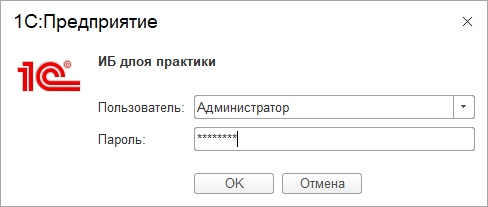 1С:Предприятие
1С®
ИБ длоя практики
Пользователь: Администратор
Пароль: ********
OK Отмена